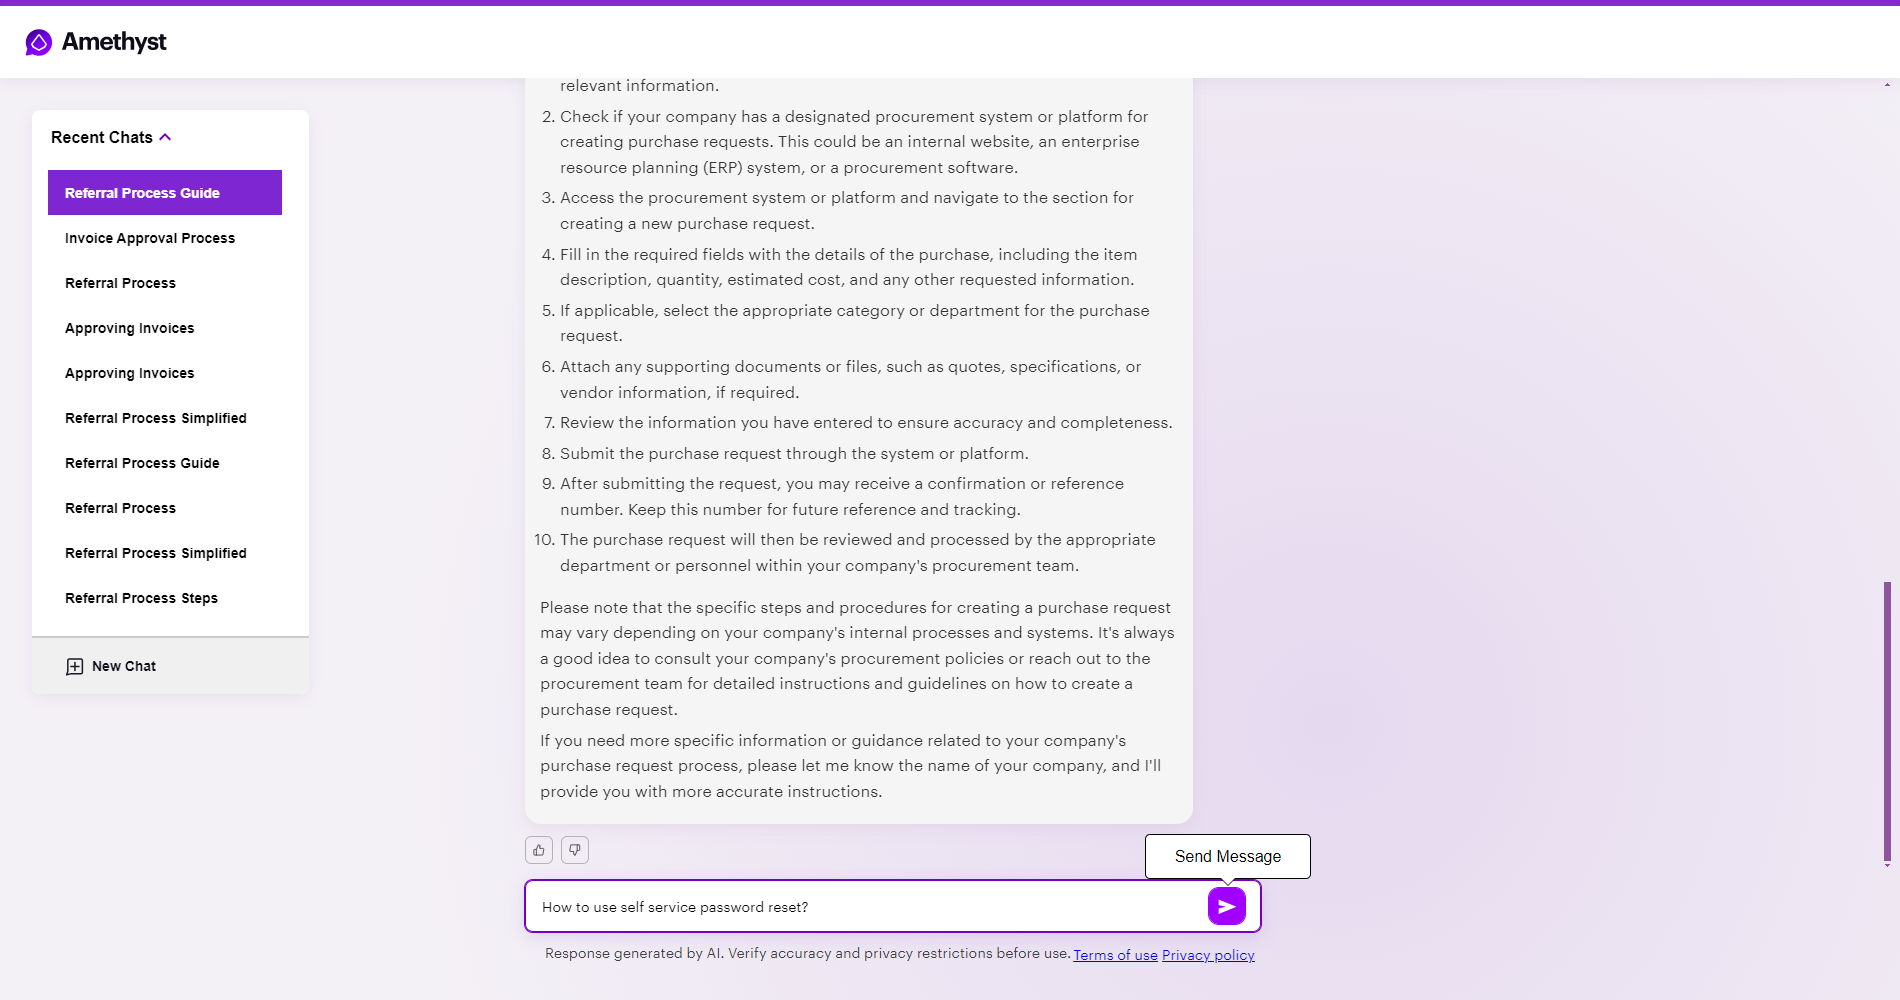 Amethyst
Recent Chats
Referral Process Guide
Invoice Approval Process
Referral Process
Approving Invoices
Approving Invoices
Referral Process Simplified
Referral Process Guide
Referral Process
Referral Process Simplified
Referral Process Steps
New Chat
relevant information.
2. Check if your company has a designated procurement system or platform for
creating purchase requests. This could be an internal website, an enterprise
resource planning (ERP) system, or a procurement software.
3. Access the procurement system or platform and navigate to the section for
creating a new purchase request.
4. Fill in the required fields with the details of the purchase, including the item
description, quantity, estimated cost, and any other requested information.
5. If applicable, select the appropriate category or department for the purchase
request.
6. Attach any supporting documents or files, such as quotes, specifications, or
vendor information, if required.
7. Review the information you have entered to ensure accuracy and completeness.
8. Submit the purchase request through the system or platform.
9. After submitting the request, you may receive a confirmation or reference
number. Keep this number for future reference and tracking.
10. The purchase request will then be reviewed and processed by the appropriate
department or personnel within your company's procurement team.
Please note that the specific steps and procedures for creating a purchase request
may vary depending on your company's internal processes and systems. It's always
a good idea to consult your company's procurement policies or reach out to the
procurement team for detailed instructions and guidelines on how to create a
purchase request.
If you need more specific information or guidance related to your company's
purchase request process, please let me know the name of your company, and I'll
provide you with more accurate instructions.
Send Message
How to use self service password reset?
Response generated by AI. Verify accuracy and privacy restrictions before use. Terms of use Privacy policy